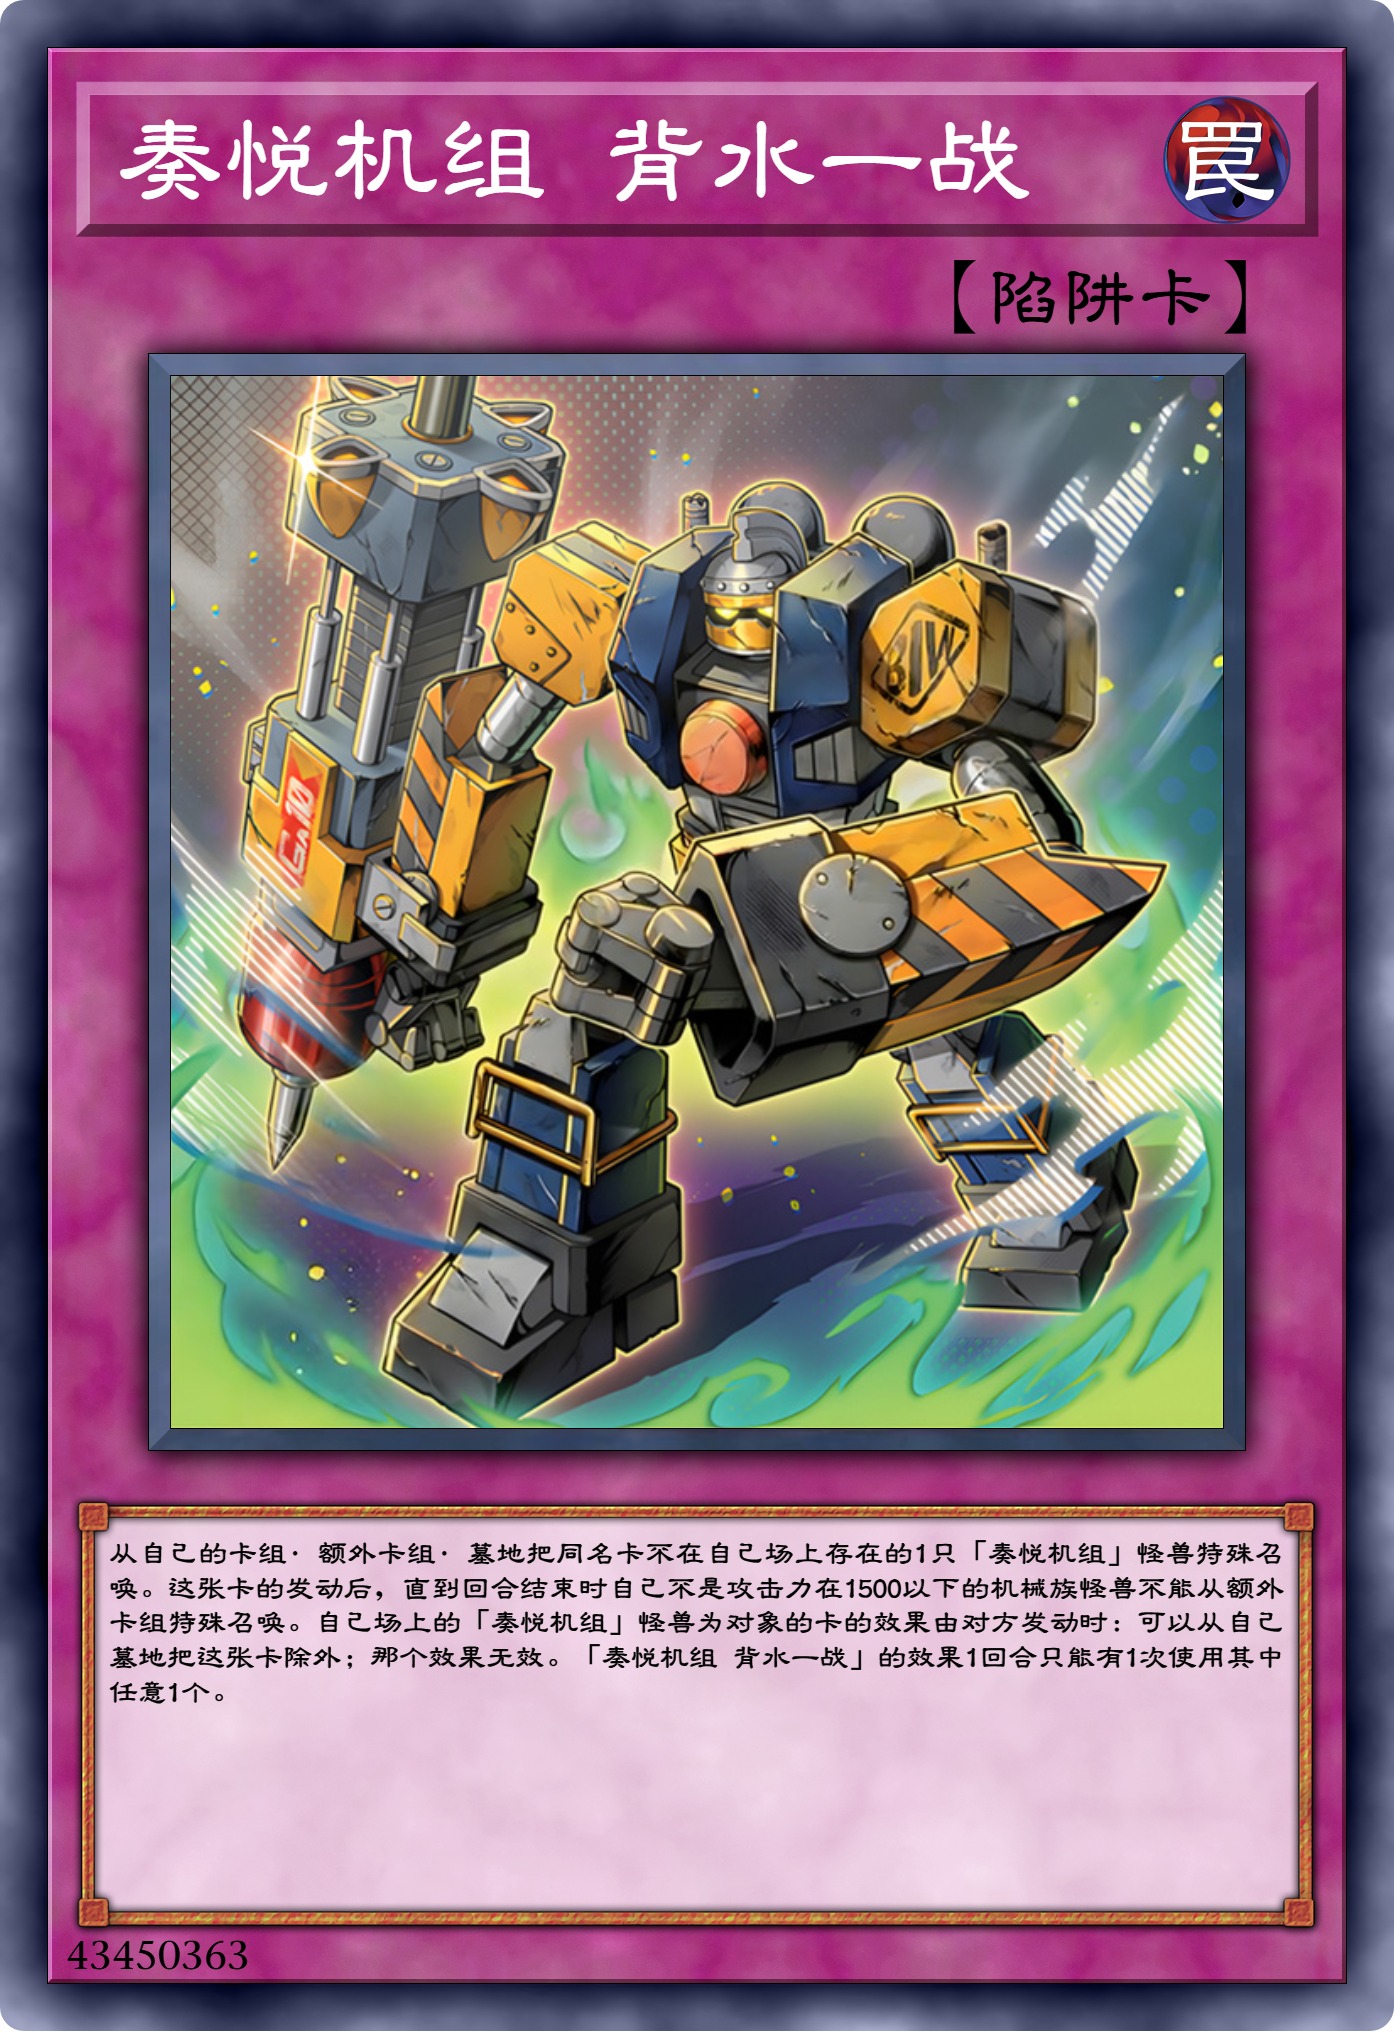 奏悦机组 背水一战
罠
【陷阱卡】
BW
GA10
从自己的卡组·额外卡组·墓地把同名卡不在自己场上存在的1只「奏悦机组」怪兽特殊召
唤。这张卡的发动后，直到回合结束时自己不是攻击力在1500以下的机械族怪兽不能从额外
卡组特殊召唤。自己场上的「奏悦机组」怪兽为对象的卡的效果由对方发动时：可以从自己
墓地把这张卡除外；那个效果无效。「奏悦机组 背水一战」的效果1回合只能有1次使用其中
任意1个。
43450363